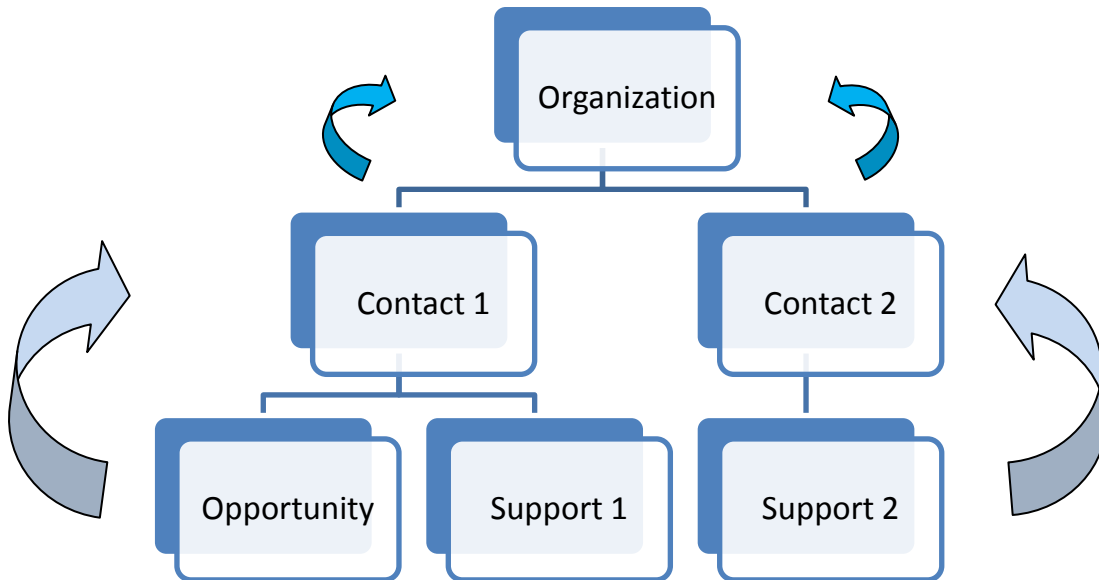 Organization
Contact 1
Contact 2
Opportunity
Support 1
Support 2